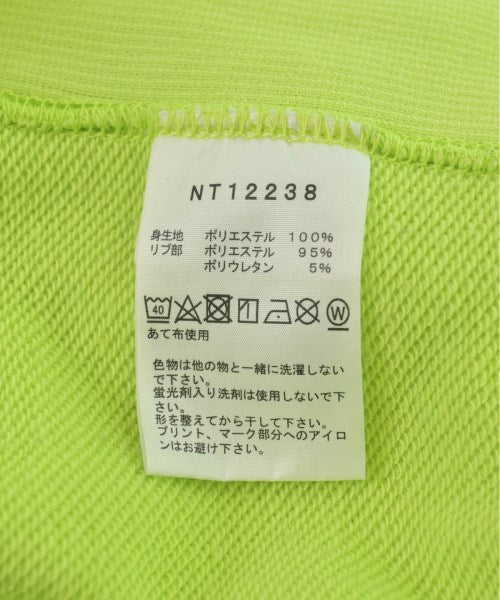 NT12238
身生地 ポリエステル 100%
リブ部 ポリエステル 95%
ポリウレタン 5%
40 W
あて布使用
色物は他の物と一緒に洗濯しない
で下さい。
蛍光剤入り洗剤は使用しないで下
さい。
形を整えてから干して下さい。
プリント、マーク部分へのアイロ
ンはお避け下さい。